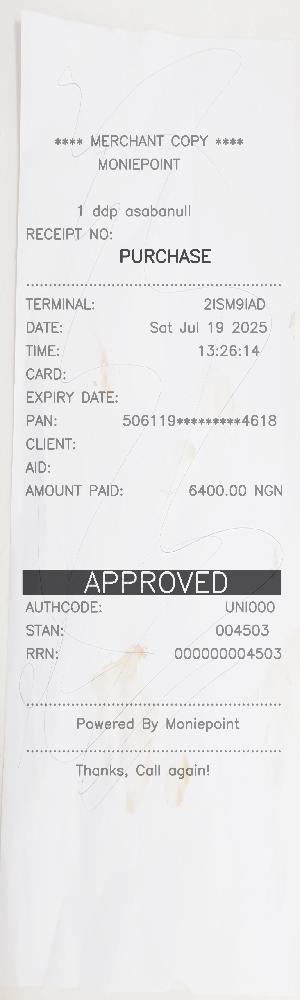 **** MERCHANT COPY ****
MONIEPOINT
1 ddp asabanull
RECEIPT NO:
PURCHASE
TERMINAL: 2ISM9IAD
DATE: Sat Jul 19 2025
TIME: 13:26:14
CARD:
EXPIRY DATE:
PAN: 506119*********4618
CLIENT:
AID:
AMOUNT PAID: 6400.00 NGN
APPROVED
AUTHCODE: UNI000
STAN: 004503
RRN: 000000004503
Powered By Moniepoint
Thanks, Call again!